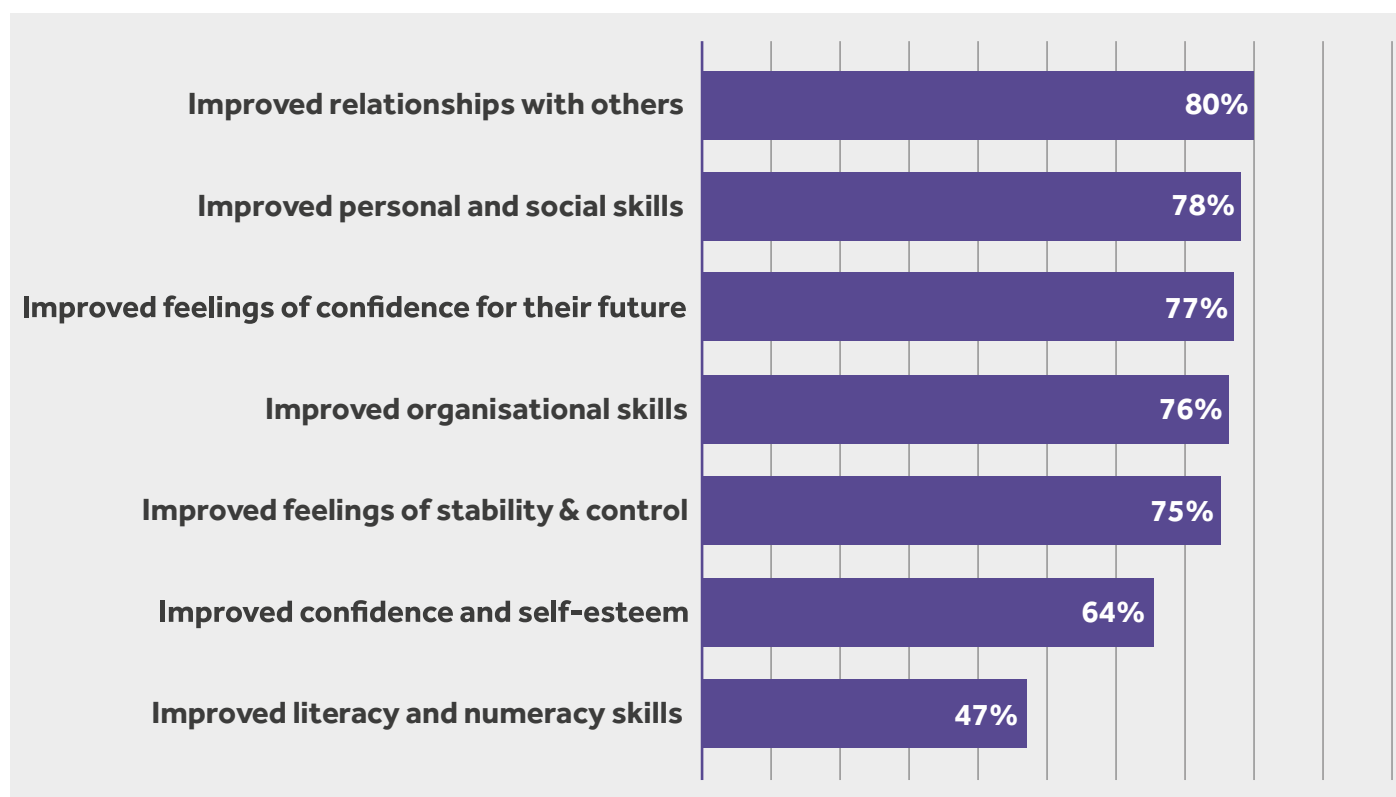 Improved relationships with others 80%
Improved personal and social skills 78%
Improved feelings of confidence for their future 77%
Improved organisational skills 76%
Improved feelings of stability & control 75%
Improved confidence and self-esteem 64%
Improved literacy and numeracy skills 47%